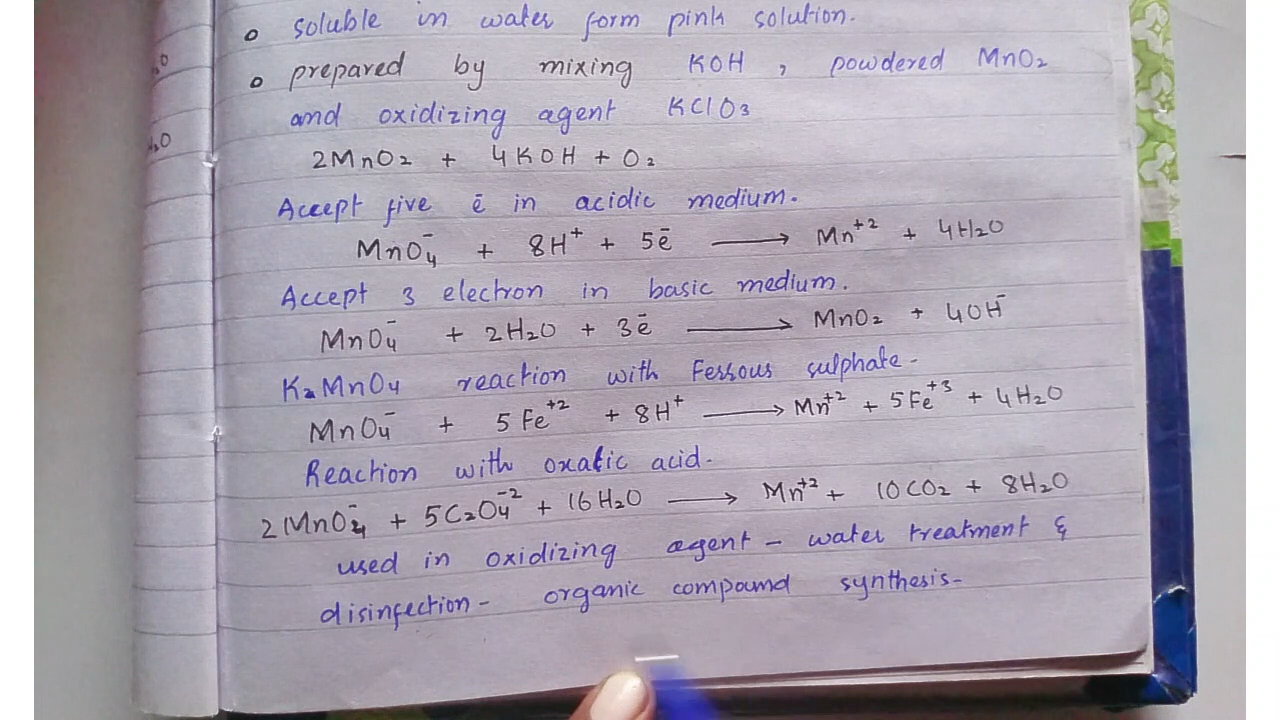 soluble in water form pink solution.
prepared by mixing KOH , powdered MnO₂
and oxidizing agent KClO₃
2MnO₂ + 4KOH + O₂
Accept five ē in acidic medium.
MnO₄⁻ + 8H⁺ + 5ē ⟶ Mn⁺² + 4H₂O
Accept 3 electron in basic medium.
MnO₄⁻ + 2H₂O + 3ē ⟶ MnO₂ + 4OH⁻
K₂MnO₄ reaction with Ferrous sulphate -
MnO₄⁻ + 5Fe⁺² + 8H⁺ ⟶ Mn⁺² + 5Fe⁺³ + 4H₂O
Reaction with oxalic acid.
2MnO₄⁻ + 5C₂O₄⁻² + 16H₂O ⟶ Mn⁺² + 10CO₂ + 8H₂O
used in oxidizing agent - water treatment &
disinfection - organic compound synthesis-